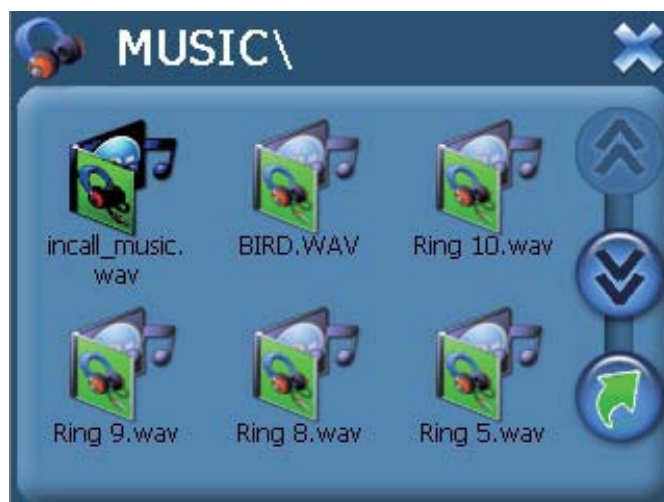 MUSIC\
incall_music.
wav
BIRD.WAV
Ring 10.wav
Ring 9.wav
Ring 8.wav
Ring 5.wav